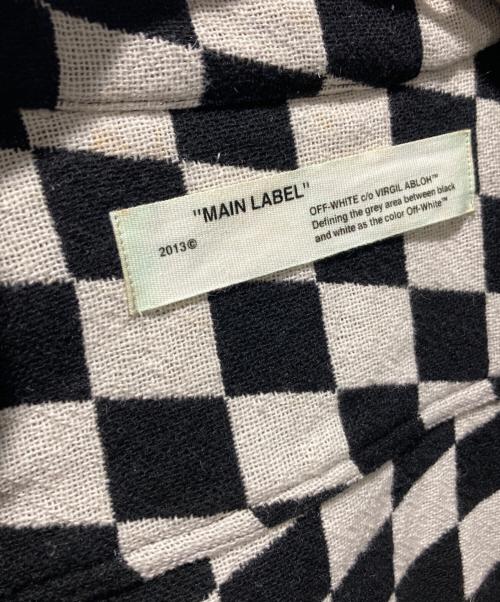 "MAIN LABEL"
2013©
OFF-WHITE c/o VIRGIL ABLOH™
Defining the grey area between black
and white as the color Off-White™